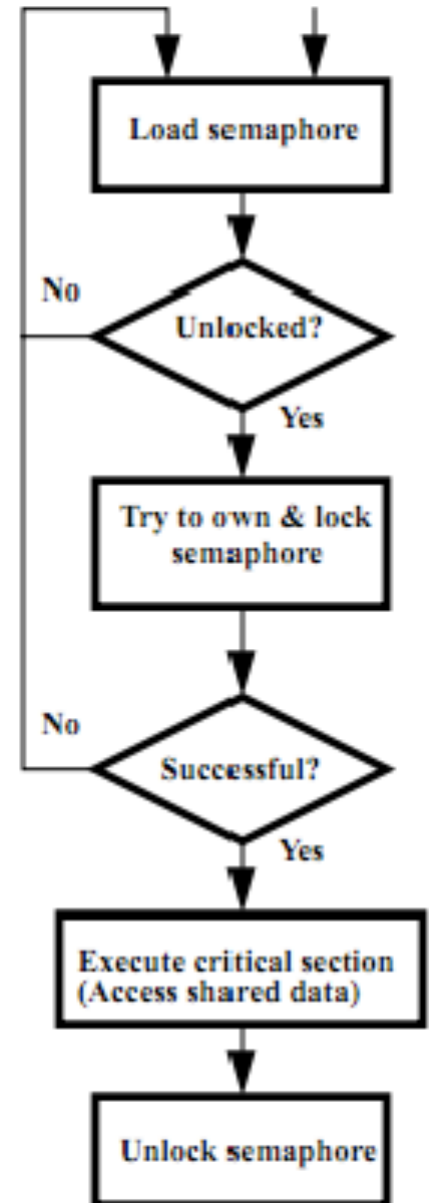 Load semaphore
No
Unlocked?
Yes
Try to own & lock
semaphore
No
Successful?
Yes
Execute critical section
(Access shared data)
Unlock semaphore